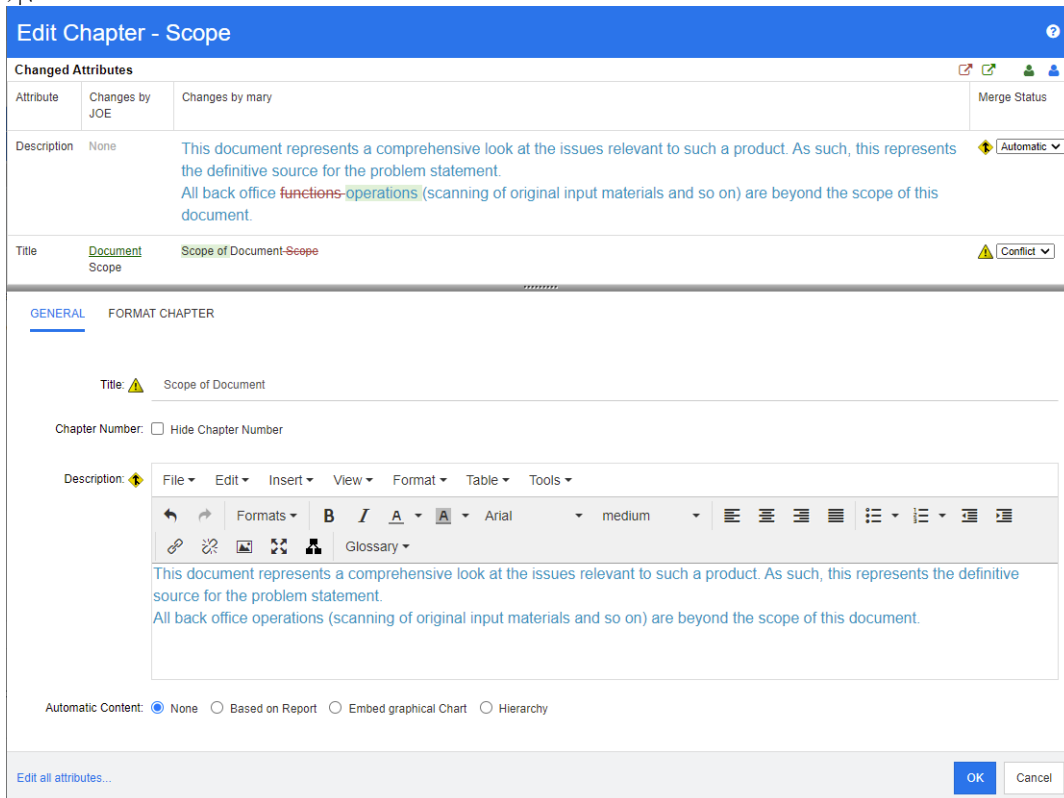 Edit Chapter - Scope
Changed Attributes
Attribute
Changes by
JOE
Changes by mary
Merge Status
Description
None
This document represents a comprehensive look at the issues relevant to such a product. As such, this represents
the definitive source for the problem statement.
All back office functions operations (scanning of original input materials and so on) are beyond the scope of this
document.
Automatic
Title
Document
Scope
Scope of Document Scope
Conflict
GENERAL
FORMAT CHAPTER
Title:
Scope of Document
Chapter Number:
Hide Chapter Number
Description:
File
Edit
Insert
View
Format
Table
Tools
Formats
B
I
A
A
Arial
medium
Glossary
This document represents a comprehensive look at the issues relevant to such a product. As such, this represents the definitive
source for the problem statement.
All back office operations (scanning of original input materials and so on) are beyond the scope of this document.
Automatic Content:
None
Based on Report
Embed graphical Chart
Hierarchy
Edit all attributes...
OK
Cancel